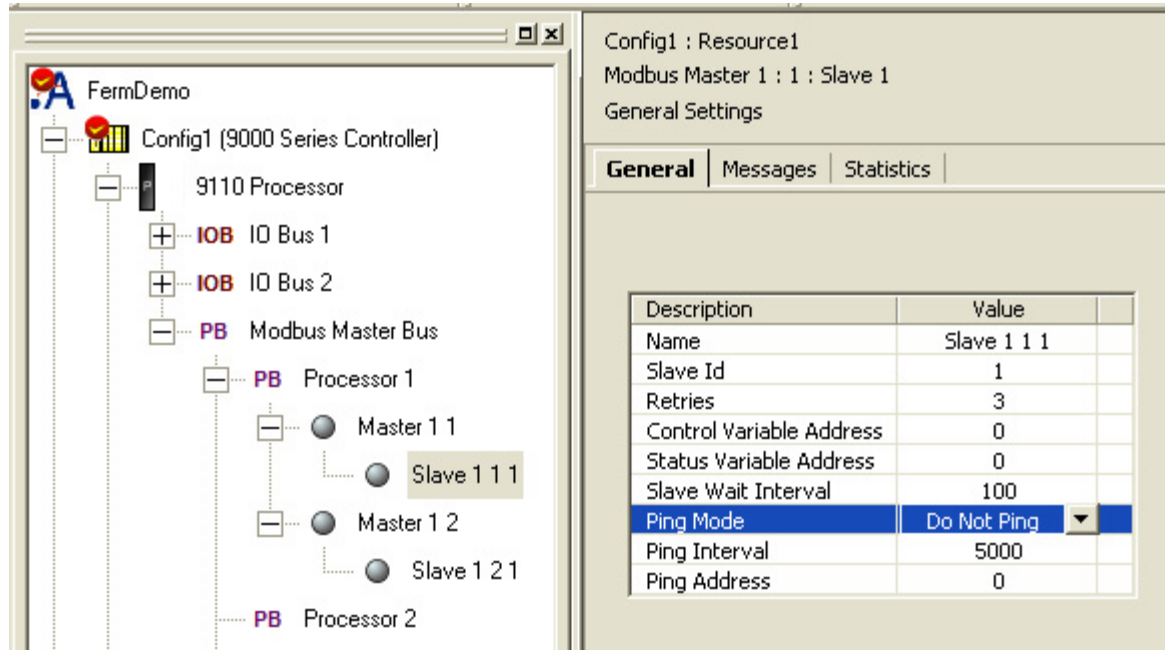 FermDemo
Config1 (9000 Series Controller)
P 9110 Processor
IOB IO Bus 1
IOB IO Bus 2
PB Modbus Master Bus
PB Processor 1
Master 1 1
Slave 1 1 1
Master 1 2
Slave 1 2 1
PB Processor 2
Config1 : Resource1
Modbus Master 1 : 1 : Slave 1
General Settings
General Messages Statistics
Description Value
Name Slave 1 1 1
Slave Id 1
Retries 3
Control Variable Address 0
Status Variable Address 0
Slave Wait Interval 100
Ping Mode Do Not Ping
Ping Interval 5000
Ping Address 0